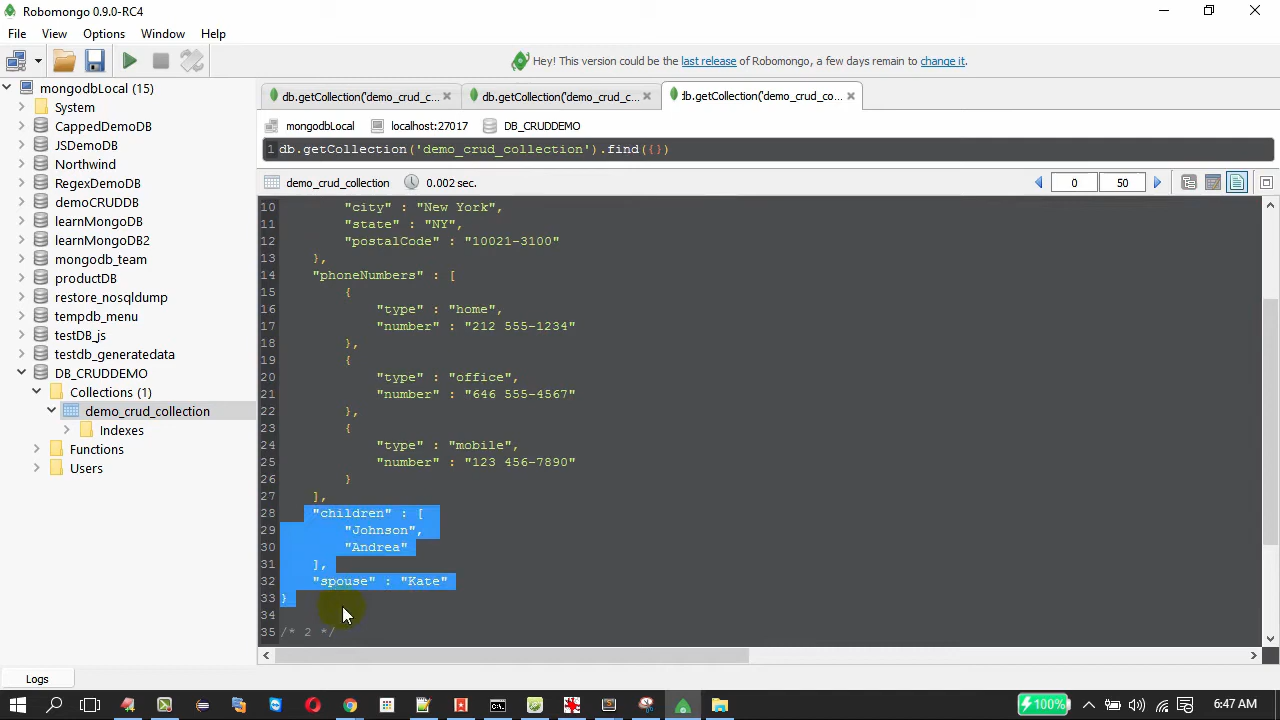 Robomongo 0.9.0-RC4
File View Options Window Help
Hey! This version could be the last release of Robomongo, a few days remain to change it.
mongodbLocal (15)
System
CappedDemoDB
JSDemoDB
Northwind
RegexDemoDB
demoCRUDDB
learnMongoDB
learnMongoDB2
mongodb_team
productDB
restore_nosqldump
tempdb_menu
testDB_js
testdb_generatedata
DB_CRUDDEMO
Collections (1)
demo_crud_collection
Indexes
Functions
Users
db.getCollection('demo_crud_c... db.getCollection('demo_crud_c... db.getCollection('demo_crud_co...
mongodbLocal localhost:27017 DB_CRUDDEMO
1 db.getCollection('demo_crud_collection').find({})
demo_crud_collection 0.002 sec. 0 50
10 "city" : "New York",
11 "state" : "NY",
12 "postalCode" : "10021-3100"
13 },
14 "phoneNumbers" : [
15 {
16 "type" : "home",
17 "number" : "212 555-1234"
18 },
19 {
20 "type" : "office",
21 "number" : "646 555-4567"
22 },
23 {
24 "type" : "mobile",
25 "number" : "123 456-7890"
26 }
27 ],
28 "children" : [
29 "Johnson",
30 "Andrea"
31 ],
32 "spouse" : "Kate"
33 }
34
35 /* 2 */
Logs
100% 6:47 AM